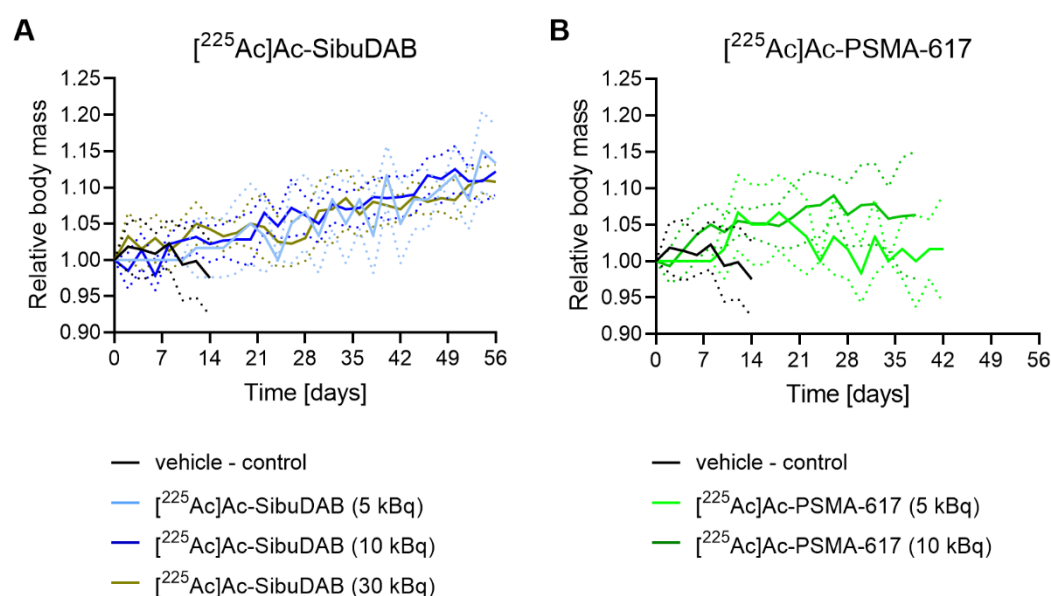 A
[²²⁵Ac]Ac-SibuDAB
Relative body mass
1.25
1.20
1.15
1.10
1.05
1.00
0.95
0.90
0 7 14 21 28 35 42 49 56
Time [days]
vehicle - control
[²²⁵Ac]Ac-SibuDAB (5 kBq)
[²²⁵Ac]Ac-SibuDAB (10 kBq)
[²²⁵Ac]Ac-SibuDAB (30 kBq)
B
[²²⁵Ac]Ac-PSMA-617
Relative body mass
1.25
1.20
1.15
1.10
1.05
1.00
0.95
0.90
0 7 14 21 28 35 42 49 56
Time [days]
vehicle - control
[²²⁵Ac]Ac-PSMA-617 (5 kBq)
[²²⁵Ac]Ac-PSMA-617 (10 kBq)